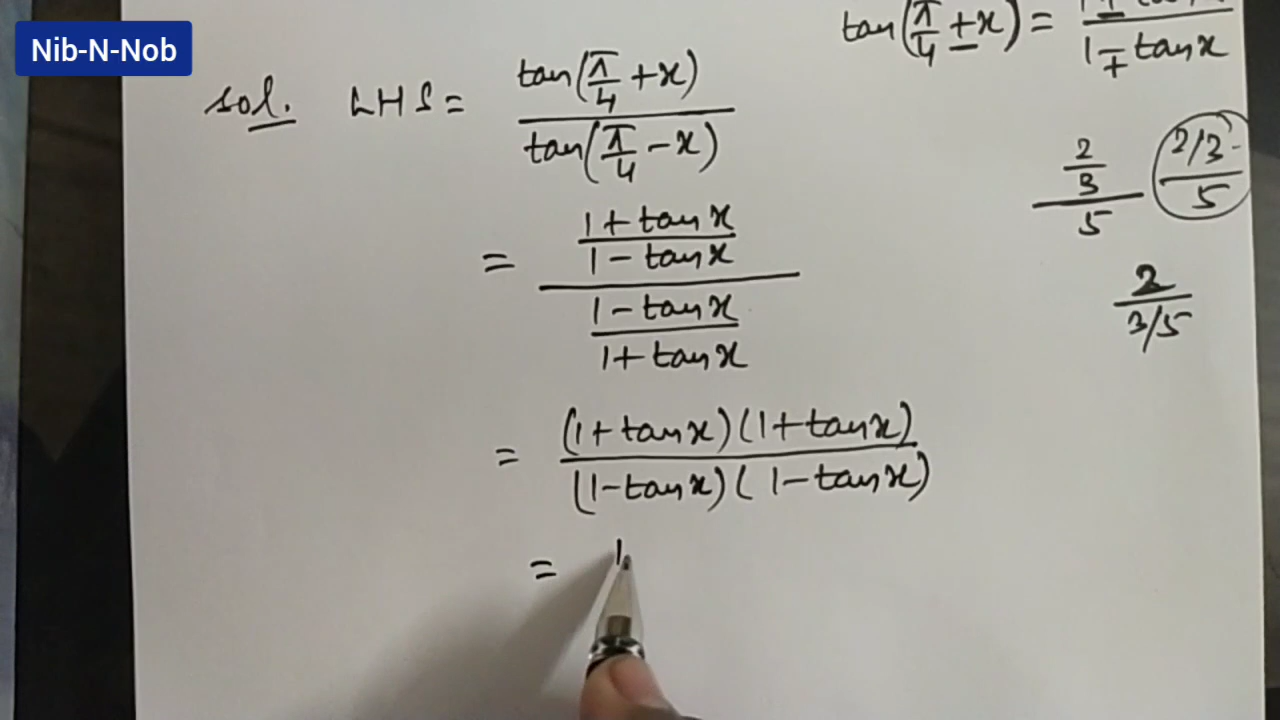 Nib-N-Nob
tan(π/4 ± x) = / 1 ∓ tan x
sol. LHS = tan(π/4 + x) / tan(π/4 - x)
2/3 / 5
2/3 / 5
= 1 + tan x / 1 - tan x / 1 - tan x / 1 + tan x
2 / 3/5
= (1 + tan x)(1 + tan x) / (1 - tan x)(1 - tan x)
= 1